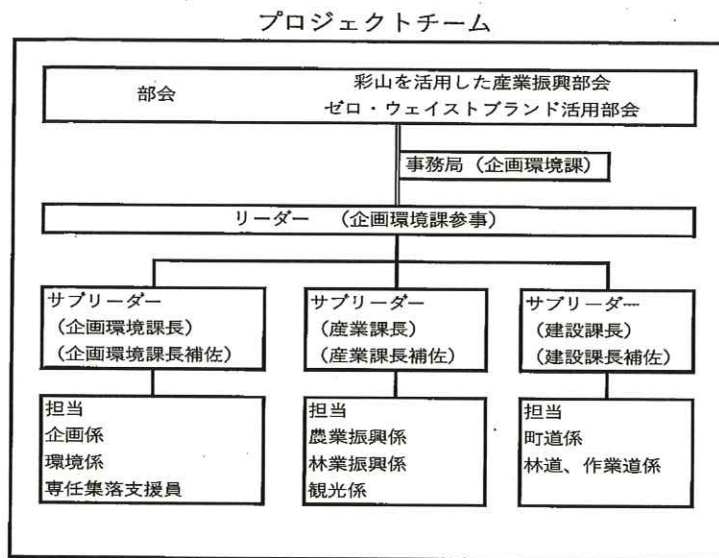 プロジェクトチーム
部会
彩山を活用した産業振興部会
ゼロ・ウェイストブランド活用部会
事務局（企画環境課）
リーダー　（企画環境課参事）
サブリーダー
（企画環境課長）
（企画環境課長補佐）
サブリーダー
（産業課長）
（産業課長補佐）
サブリーダー
（建設課長）
（建設課長補佐）
担当
企画係
環境係
専任集落支援員
担当
農業振興係
林業振興係
観光係
担当
町道係
林道、作業道係